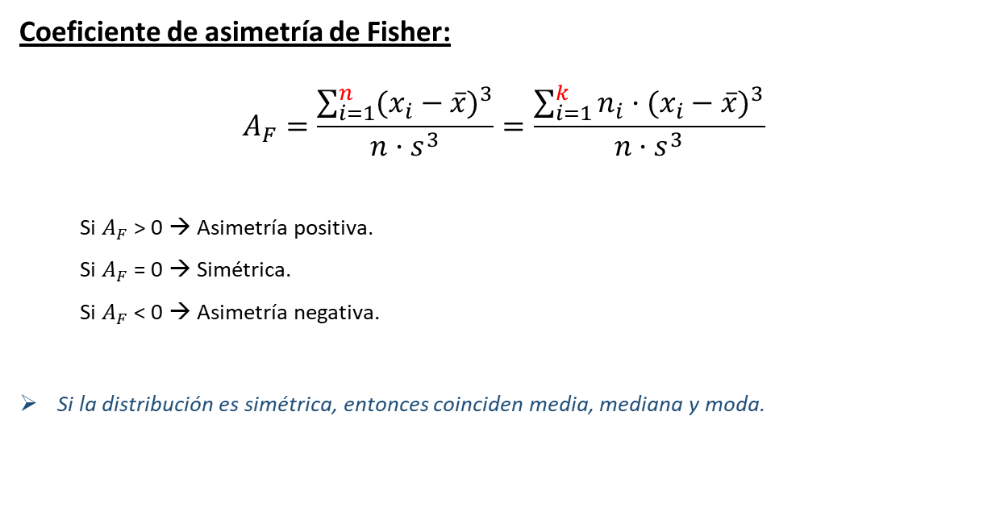 Coeficiente de asimetría de Fisher:
$A_F = \frac{\sum_{i=1}^{n}(x_i - \bar{x})^3}{n \cdot s^3} = \frac{\sum_{i=1}^{k} n_i \cdot (x_i - \bar{x})^3}{n \cdot s^3}$
Si $A_F$ > 0 → Asimetría positiva.
Si $A_F$ = 0 → Simétrica.
Si $A_F$ < 0 → Asimetría negativa.
➢ Si la distribución es simétrica, entonces coinciden media, mediana y moda.